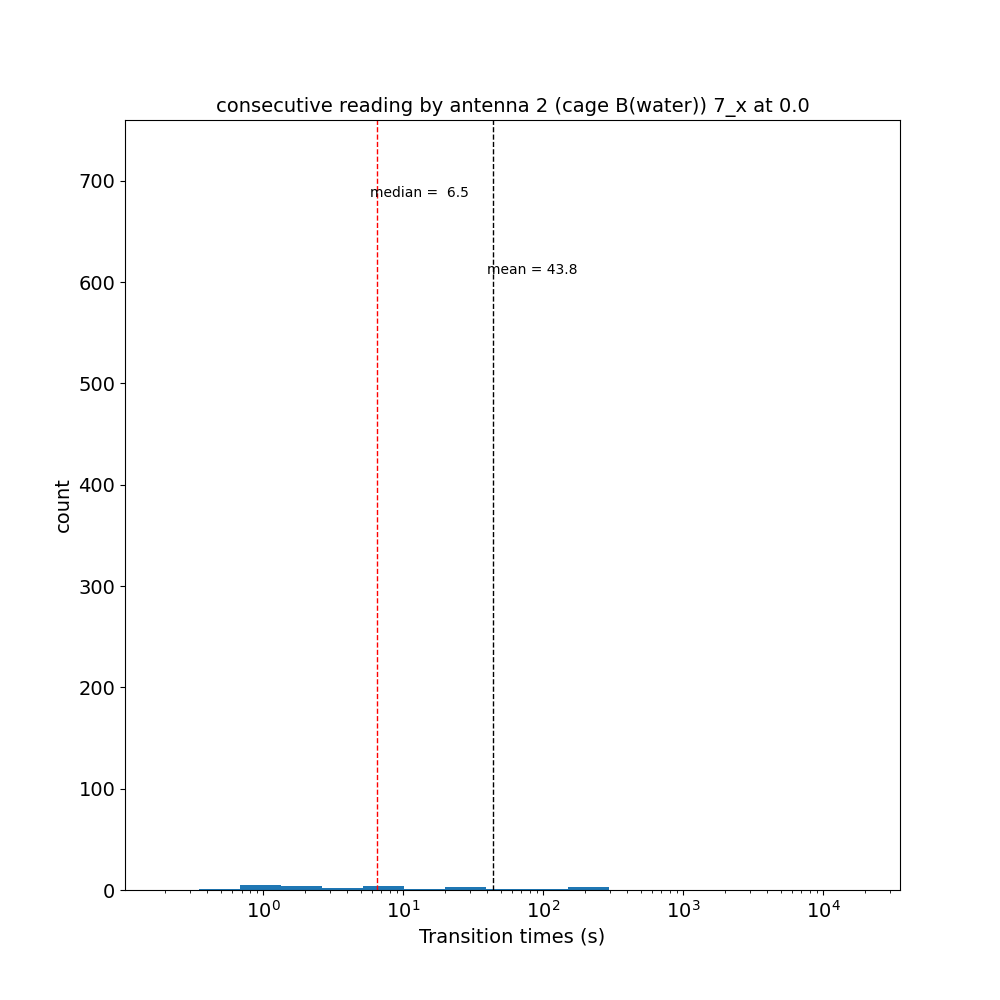 consecutive reading by antenna 2 (cage B(water)) 7_x at 0.0
700
median =  6.5
mean = 43.8
600
500
400
count
300
200
100
0
10^0 10^1 10^2 10^3 10^4
Transition times (s)